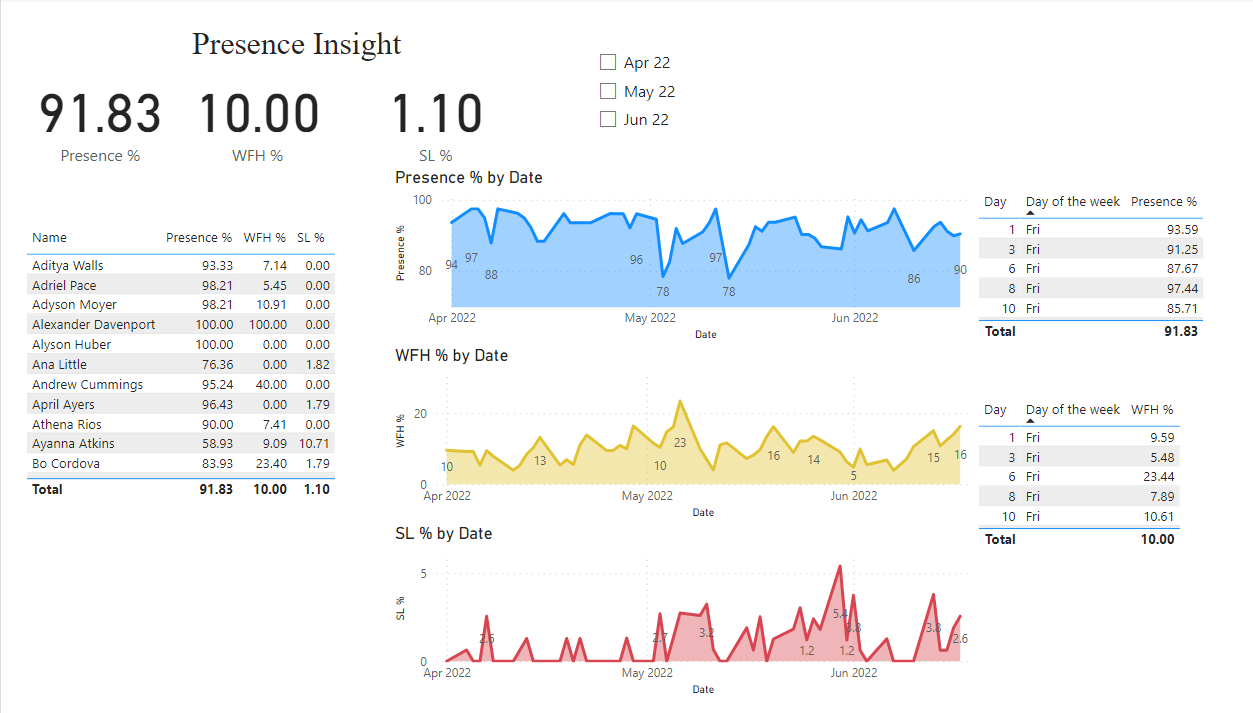 Presence Insight
91.83
Presence %
10.00
WFH %
1.10
SL %
Apr 22
May 22
Jun 22
Name Presence % WFH % SL %
Aditya Walls 93.33 7.14 0.00
Adriel Pace 98.21 5.45 0.00
Adyson Moyer 98.21 10.91 0.00
Alexander Davenport 100.00 100.00 0.00
Alyson Huber 100.00 0.00 0.00
Ana Little 76.36 0.00 1.82
Andrew Cummings 95.24 40.00 0.00
April Ayers 96.43 0.00 1.79
Athena Rios 90.00 7.41 0.00
Ayanna Atkins 58.93 9.09 10.71
Bo Cordova 83.93 23.40 1.79
Total 91.83 10.00 1.10
Presence % by Date
Presence %
100
80
94 97 88 96 78 97 78 86 90
Apr 2022 May 2022 Jun 2022
Date
WFH % by Date
WFH %
20
0
10 13 10 23 16 14 5 15 16
Apr 2022 May 2022 Jun 2022
Date
SL % by Date
SL %
5
0
2.6 2.7 3.2 1.2 5.4 1.2 3.8 3.8 2.6
Apr 2022 May 2022 Jun 2022
Date
Day Day of the week Presence %
1 Fri 93.59
3 Fri 91.25
6 Fri 87.67
8 Fri 97.44
10 Fri 85.71
Total 91.83
Day Day of the week WFH %
1 Fri 9.59
3 Fri 5.48
6 Fri 23.44
8 Fri 7.89
10 Fri 10.61
Total 10.00